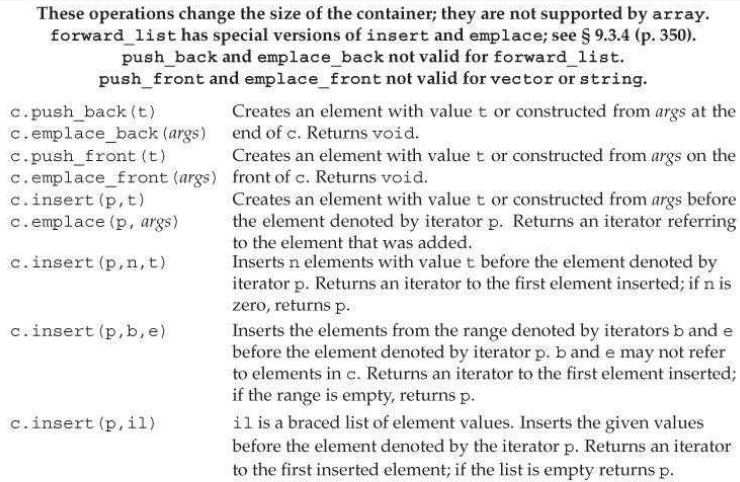 These operations change the size of the container; they are not supported by array.
forward_list has special versions of insert and emplace; see § 9.3.4 (p. 350).
push_back and emplace_back not valid for forward_list.
push_front and emplace_front not valid for vector or string.
c.push_back(t) Creates an element with value t or constructed from args at the
c.emplace_back(args) end of c. Returns void.
c.push_front(t) Creates an element with value t or constructed from args on the
c.emplace_front(args) front of c. Returns void.
c.insert(p,t) Creates an element with value t or constructed from args before
c.emplace(p, args) the element denoted by iterator p. Returns an iterator referring
to the element that was added.
c.insert(p,n,t) Inserts n elements with value t before the element denoted by
iterator p. Returns an iterator to the first element inserted; if n is
zero, returns p.
c.insert(p,b,e) Inserts the elements from the range denoted by iterators b and e
before the element denoted by iterator p. b and e may not refer
to elements in c. Returns an iterator to the first element inserted;
if the range is empty, returns p.
c.insert(p,il) il is a braced list of element values. Inserts the given values
before the element denoted by the iterator p. Returns an iterator
to the first inserted element; if the list is empty returns p.